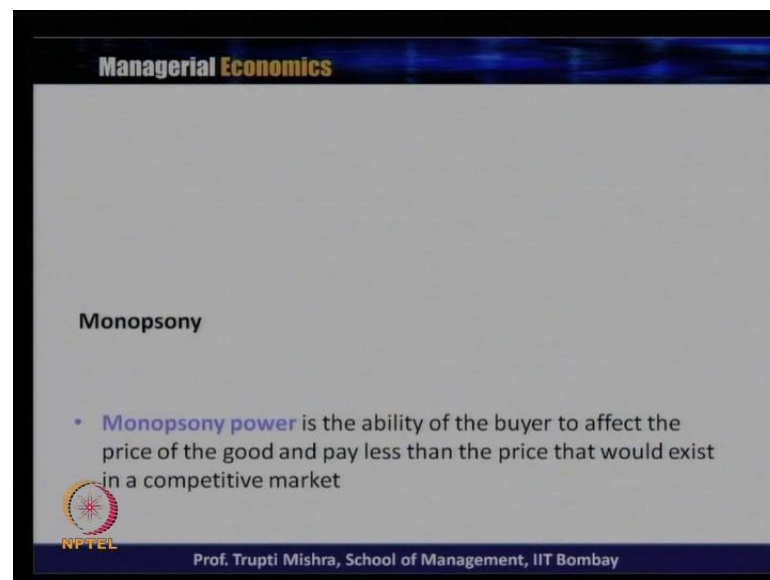 Managerial Economics
Monopsony
• Monopsony power is the ability of the buyer to affect the
price of the good and pay less than the price that would exist
in a competitive market
NPTEL
Prof. Trupti Mishra, School of Management, IIT Bombay